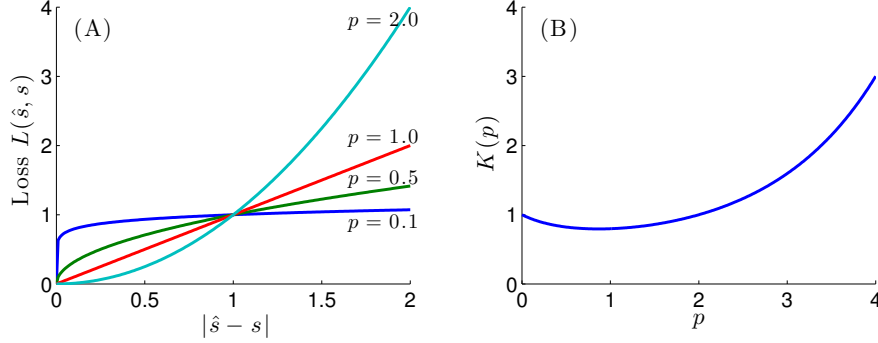 (A)
Loss L(ŝ, s)
4
3
2
1
0
p = 2.0
p = 1.0
p = 0.5
p = 0.1
0 0.5 1 1.5 2
|ŝ − s|
(B)
K(p)
4
3
2
1
0
0 1 2 3 4
p